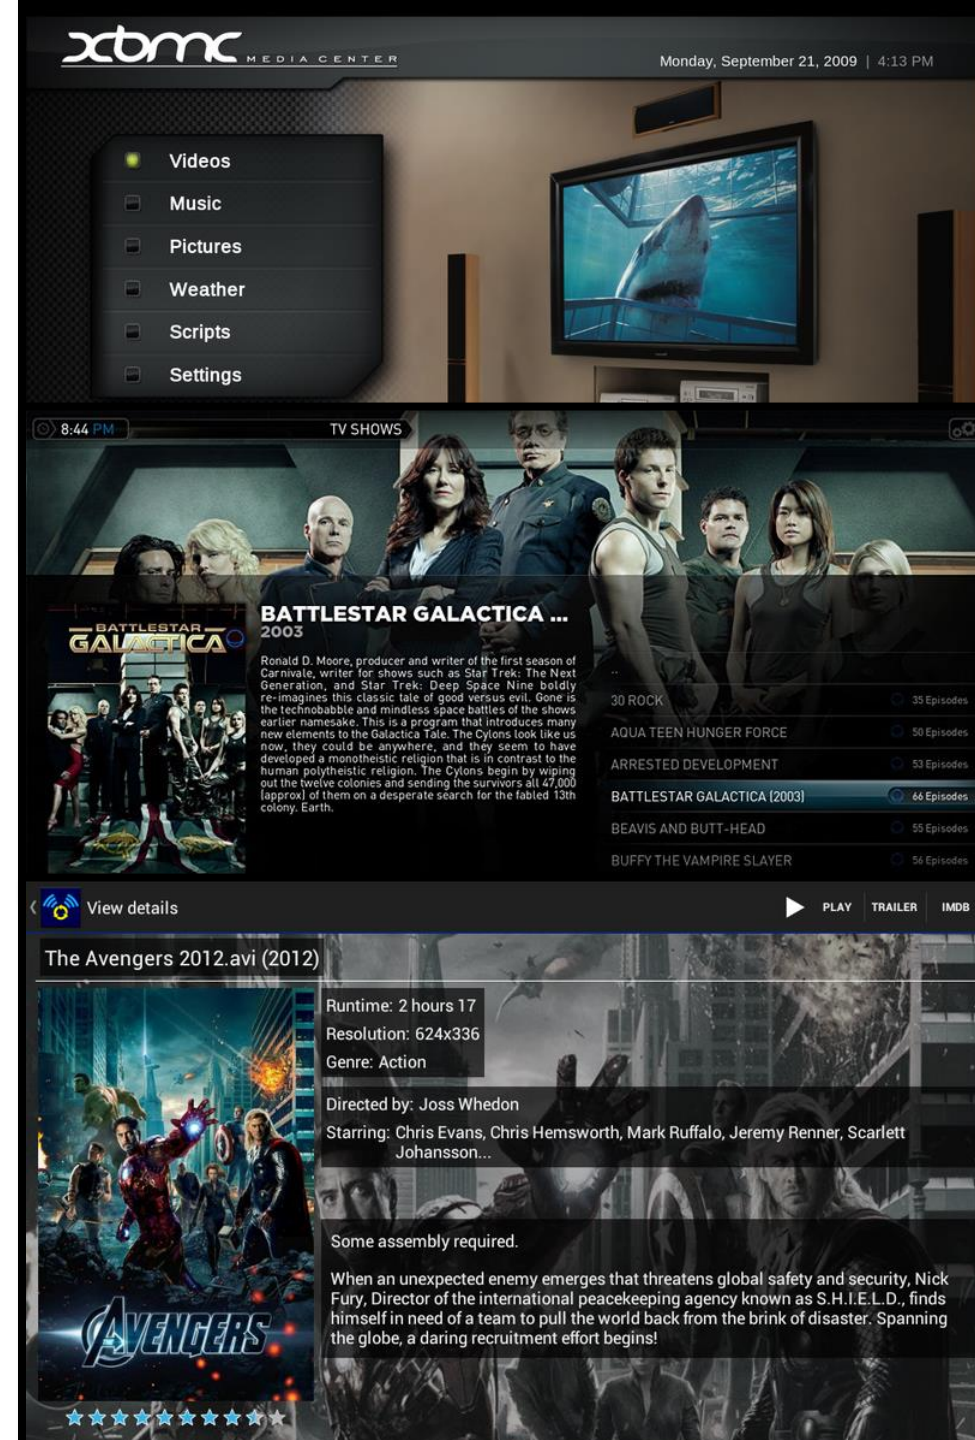 xbmc MEDIA CENTER
Monday, September 21, 2009 | 4:13 PM
Videos
Music
Pictures
Weather
Scripts
Settings
8:44 PM
TV SHOWS
BATTLESTAR
GALACTICA
BATTLESTAR GALACTICA ...
2003
Ronald D. Moore, producer and writer of the first season of
Carnivale, writer for shows such as Star Trek: The Next
Generation, and Star Trek: Deep Space Nine boldly
re-imagines this classic tale of good versus evil. Gone is
the technobabble and mindless space battles of the shows
earlier namesake. This is a program that introduces many
new elements to the Galactica Tale. The Cylons look like us
now, they could be anywhere, and they seem to have
developed a monotheistic religion that is in contrast to the
human polytheistic religion. The Cylons begin by wiping
out the twelve colonies and sending the survivors all 47,000
(approx) of them on a desperate search for the fabled 13th
colony. Earth.
..
30 ROCK 35 Episodes
AQUA TEEN HUNGER FORCE 50 Episodes
ARRESTED DEVELOPMENT 53 Episodes
BATTLESTAR GALACTICA (2003) 66 Episodes
BEAVIS AND BUTT-HEAD 55 Episodes
BUFFY THE VAMPIRE SLAYER 56 Episodes
View details
PLAY TRAILER IMDB
The Avengers 2012.avi (2012)
AVENGERS
Runtime: 2 hours 17
Resolution: 624x336
Genre: Action
Directed by: Joss Whedon
Starring: Chris Evans, Chris Hemsworth, Mark Ruffalo, Jeremy Renner, Scarlett
Johansson...
Some assembly required.
When an unexpected enemy emerges that threatens global safety and security, Nick
Fury, Director of the international peacekeeping agency known as S.H.I.E.L.D., finds
himself in need of a team to pull the world back from the brink of disaster. Spanning
the globe, a daring recruitment effort begins!